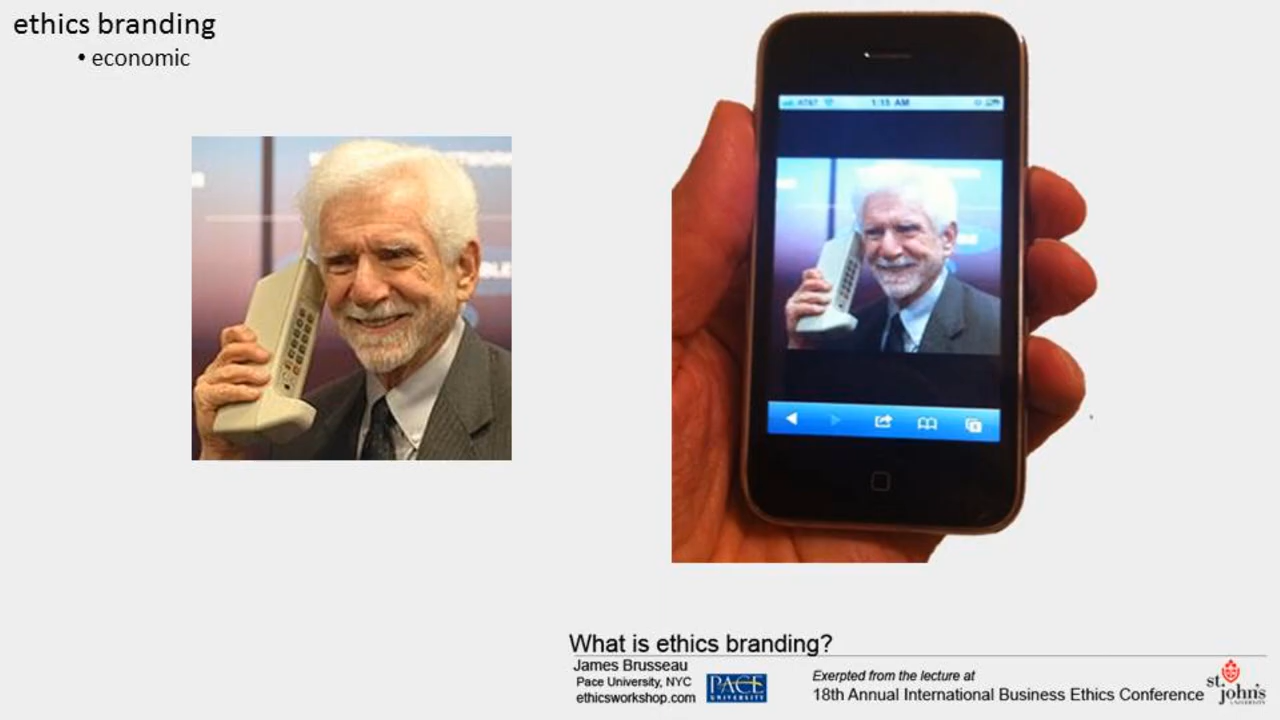 ethics branding
• economic
AT&T 1:15 AM
What is ethics branding?
James Brusseau
Pace University, NYC
ethicsworkshop.com
PACE
UNIVERSITY
Exerpted from the lecture at
18th Annual International Business Ethics Conference
st.
john's
UNIVERSITY